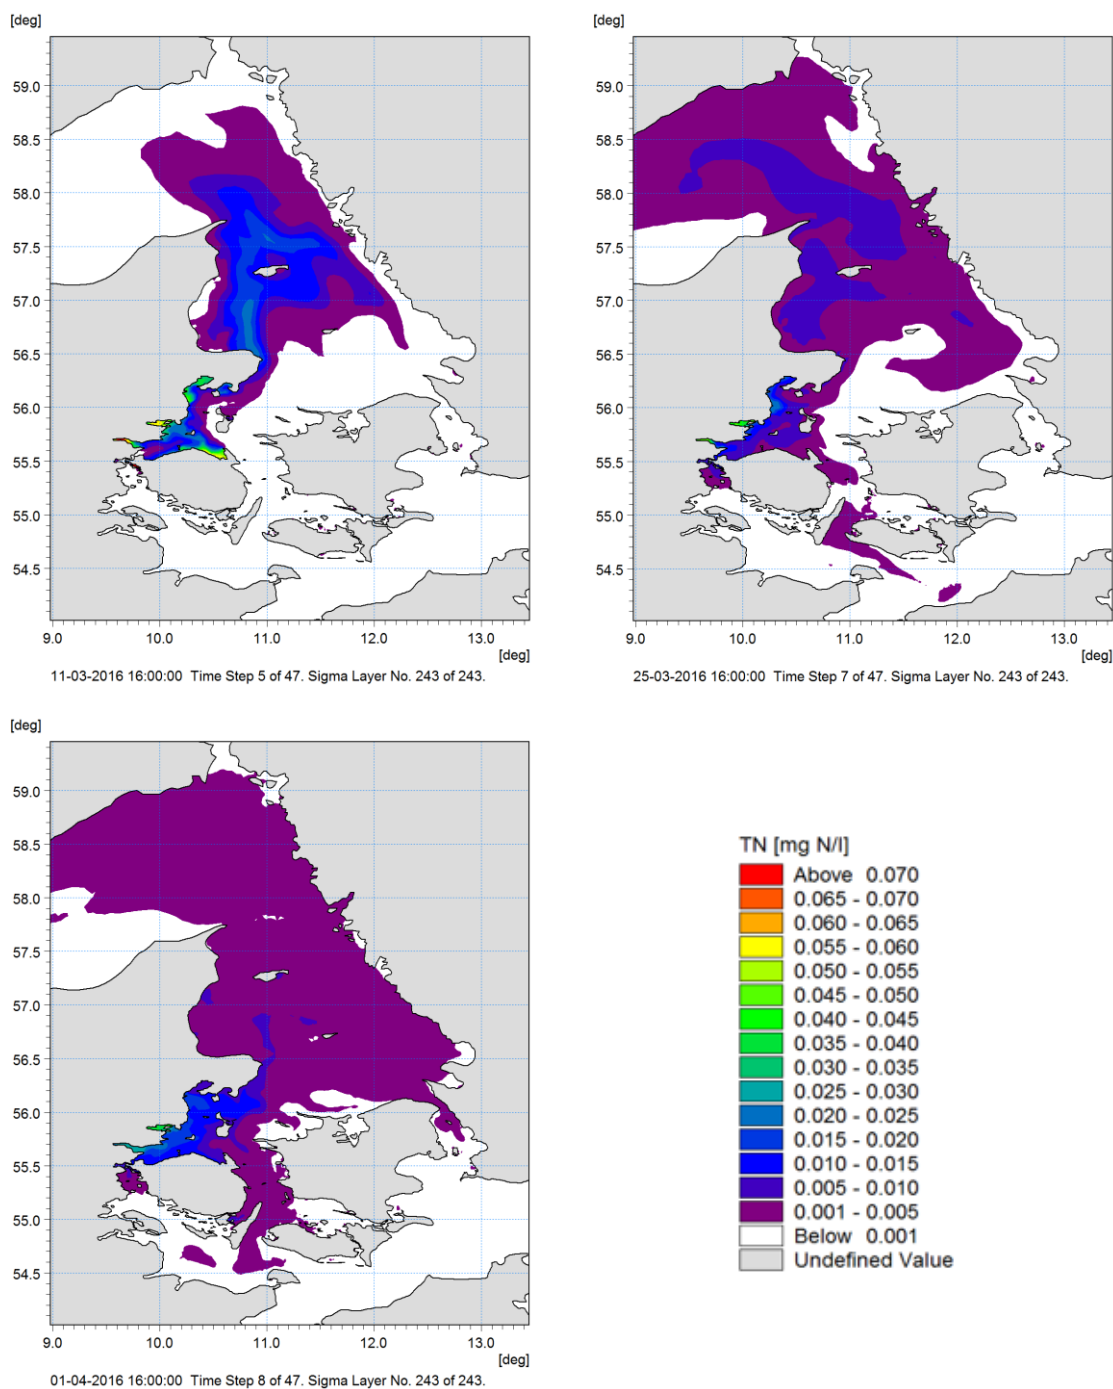 [deg]
59.0
58.5
58.0
57.5
57.0
56.5
56.0
55.5
55.0
54.5
9.0 10.0 11.0 12.0 13.0
[deg]
11-03-2016 16:00:00 Time Step 5 of 47. Sigma Layer No. 243 of 243.
[deg]
59.0
58.5
58.0
57.5
57.0
56.5
56.0
55.5
55.0
54.5
9.0 10.0 11.0 12.0 13.0
[deg]
25-03-2016 16:00:00 Time Step 7 of 47. Sigma Layer No. 243 of 243.
[deg]
59.0
58.5
58.0
57.5
57.0
56.5
56.0
55.5
55.0
54.5
9.0 10.0 11.0 12.0 13.0
[deg]
01-04-2016 16:00:00 Time Step 8 of 47. Sigma Layer No. 243 of 243.
TN [mg N/l]
Above 0.070
0.065 - 0.070
0.060 - 0.065
0.055 - 0.060
0.050 - 0.055
0.045 - 0.050
0.040 - 0.045
0.035 - 0.040
0.030 - 0.035
0.025 - 0.030
0.020 - 0.025
0.015 - 0.020
0.010 - 0.015
0.005 - 0.010
0.001 - 0.005
Below 0.001
Undefined Value